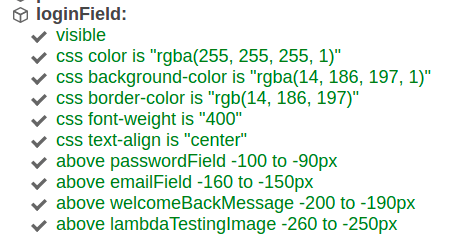 loginField:
visible
css color is "rgba(255, 255, 255, 1)"
css background-color is "rgba(14, 186, 197, 1)"
css border-color is "rgb(14, 186, 197)"
css font-weight is "400"
css text-align is "center"
above passwordField -100 to -90px
above emailField -160 to -150px
above welcomeBackMessage -200 to -190px
above lambdaTestingImage -260 to -250px